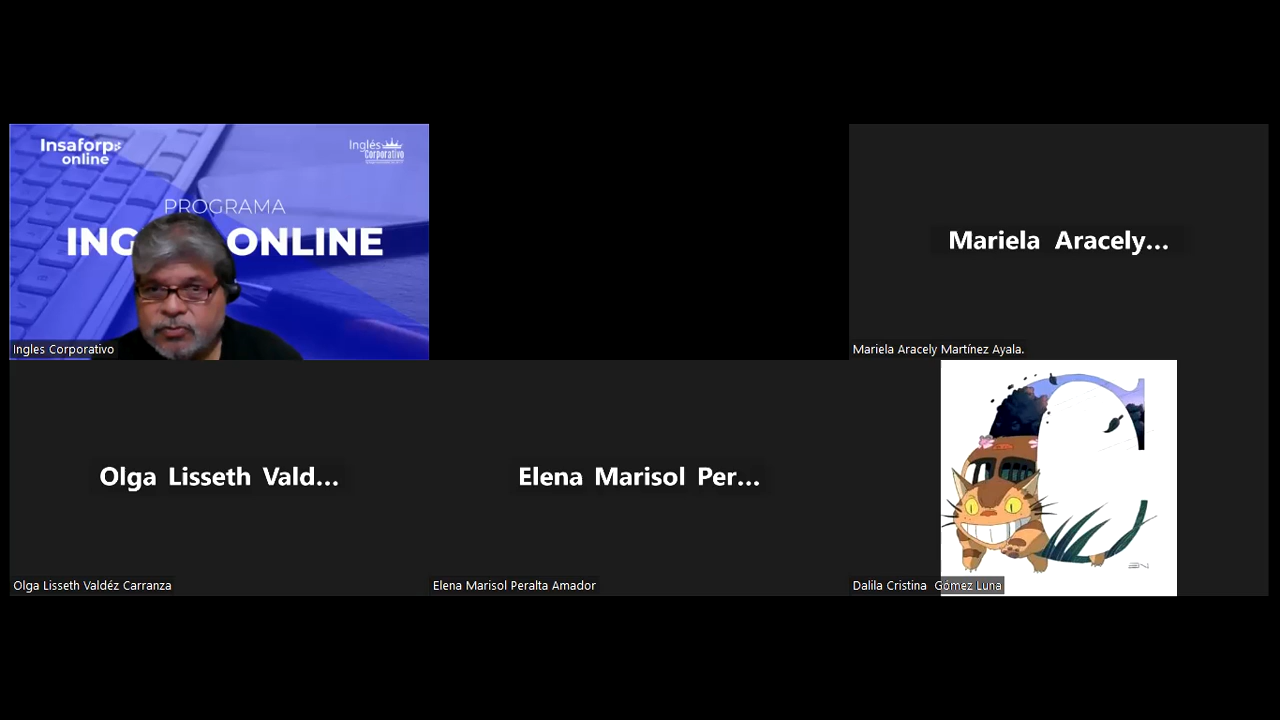 Insaforp
online
Inglés
Corporativo
PROGRAMA
ING ONLINE
Ingles Corporativo
Mariela Aracely...
Mariela Aracely Martínez Ayala.
Olga Lisseth Vald...
Olga Lisseth Valdéz Carranza
Elena Marisol Per...
Elena Marisol Peralta Amador
Dalila Cristina Gómez Luna